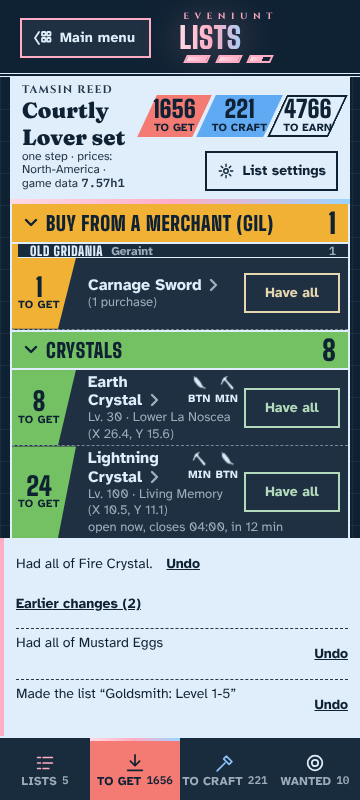 Main menu
EVENIUNT
LISTS
TAMSIN REED
Courtly
Lover set
one step · prices:
North-America ·
game data 7.57h1
1656
TO GET
221
TO CRAFT
4766
TO EARN
List settings
BUY FROM A MERCHANT (GIL) 1
OLD GRIDANIA Geraint 1
1
TO GET
Carnage Sword
(1 purchase)
Have all
CRYSTALS 8
8
TO GET
Earth
Crystal
BTN MIN
Lv. 30 · Lower La Noscea
(X 26.4, Y 15.6)
Have all
24
TO GET
Lightning
Crystal
MIN BTN
Lv. 100 · Living Memory
(X 10.5, Y 11.1)
open now, closes 04:00, in 12 min
Have all
Had all of Fire Crystal. Undo
Earlier changes (2)
Had all of Mustard Eggs
Undo
Made the list “Goldsmith: Level 1-5”
Undo
LISTS 5
TO GET 1656
TO CRAFT 221
WANTED 10